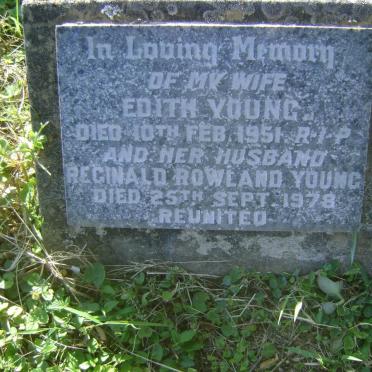 In Loving Memory
OF MY WIFE
EDITH YOUNG.
DIED 10TH FEB. 1951. R.I.P.
AND HER HUSBAND
REGINALD ROWLAND YOUNG
DIED 25TH SEPT. 1978
REUNITED